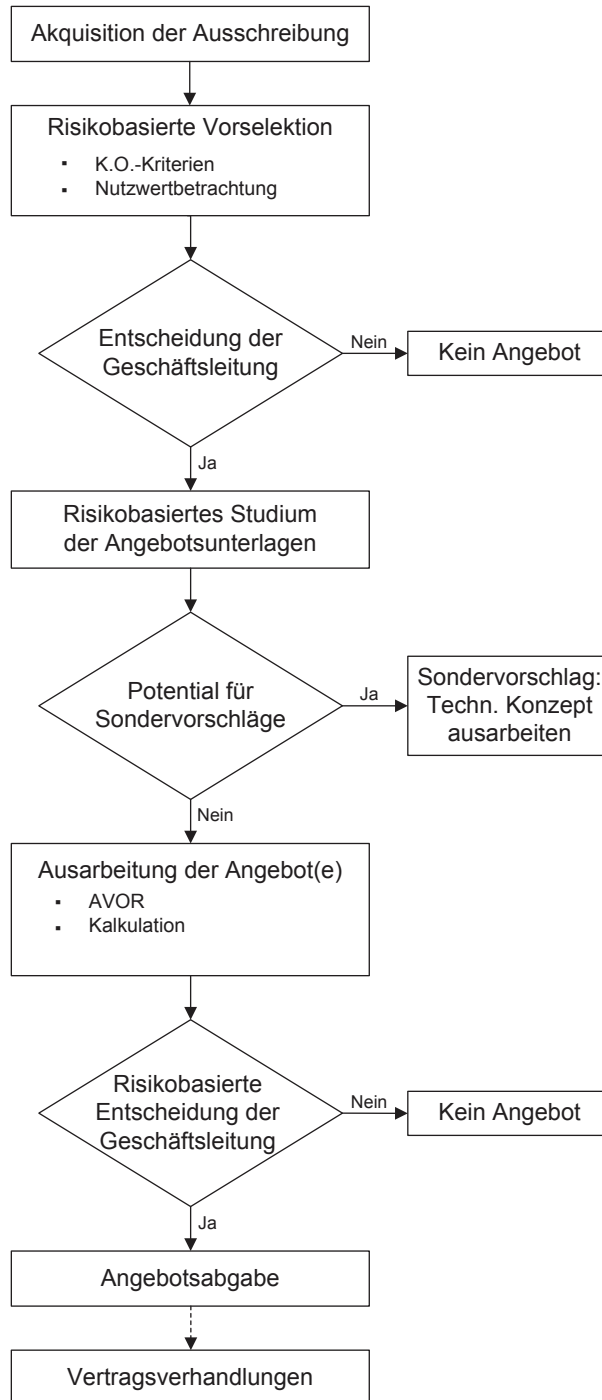 Akquisition der Ausschreibung
Risikobasierte Vorselektion
▪ K.O.-Kriterien
▪ Nutzwertbetrachtung
Entscheidung der
Geschäftsleitung
Nein
Kein Angebot
Ja
Risikobasiertes Studium
der Angebotsunterlagen
Potential für
Sondervorschläge
Ja
Sondervorschlag:
Techn. Konzept
ausarbeiten
Nein
Ausarbeitung der Angebot(e)
▪ AVOR
▪ Kalkulation
Risikobasierte
Entscheidung der
Geschäftsleitung
Nein
Kein Angebot
Ja
Angebotsabgabe
Vertragsverhandlungen